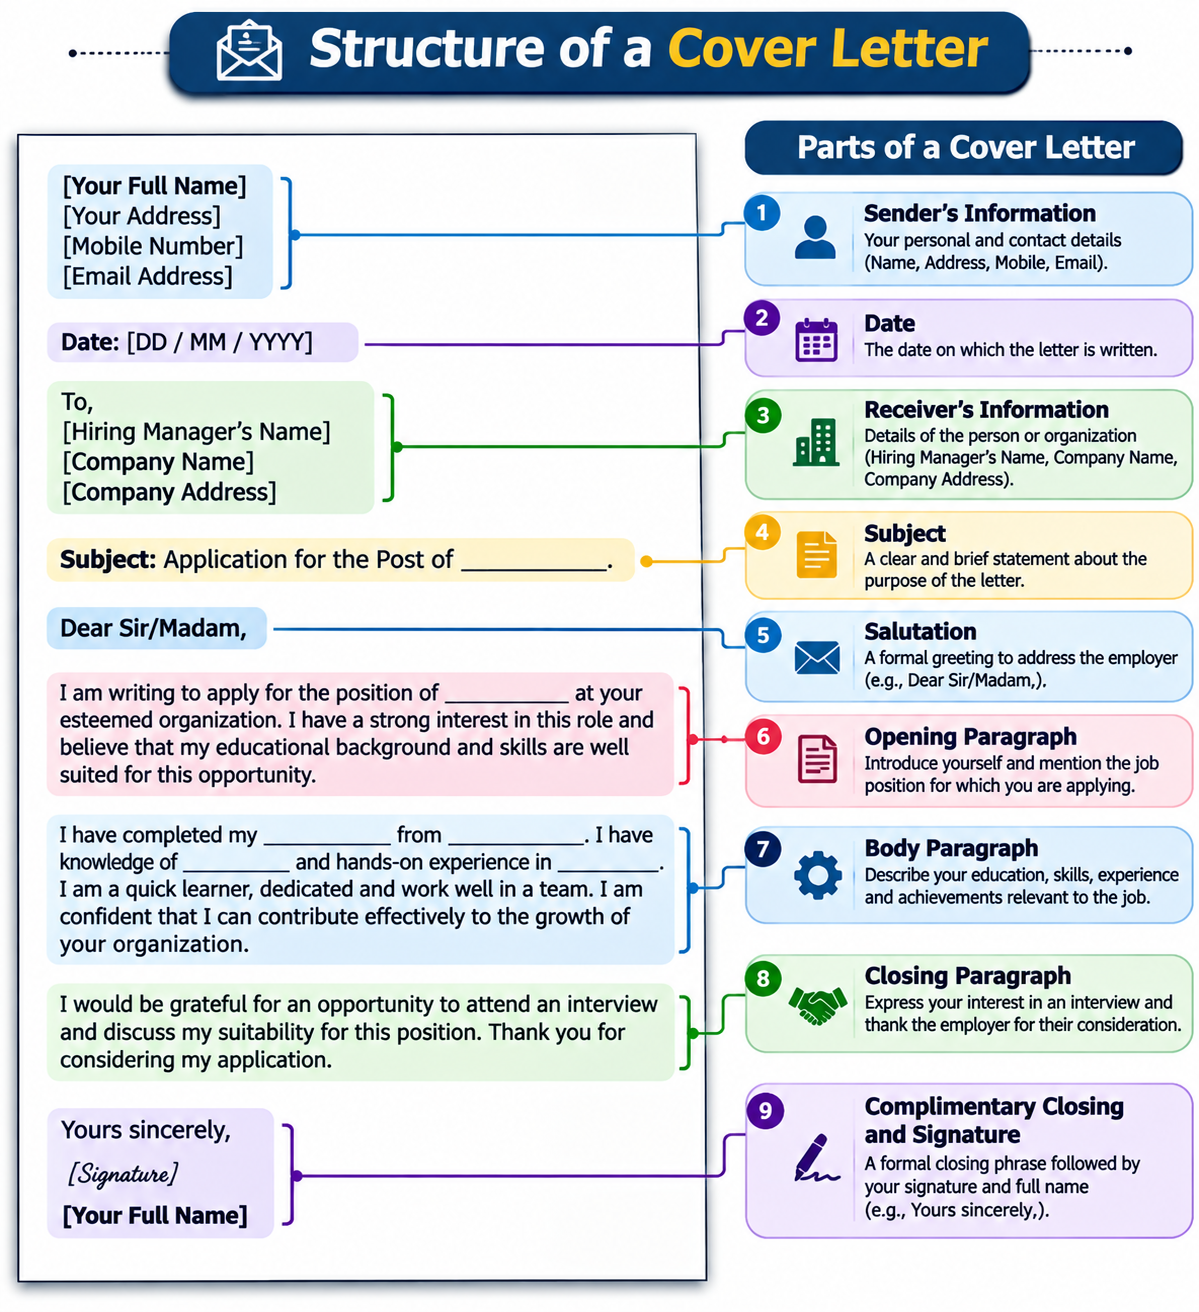 Structure of a Cover Letter
[Your Full Name]
[Your Address]
[Mobile Number]
[Email Address]
Date: [DD / MM / YYYY]
To,
[Hiring Manager's Name]
[Company Name]
[Company Address]
Subject: Application for the Post of ____________.
Dear Sir/Madam,
I am writing to apply for the position of ___________ at your
esteemed organization. I have a strong interest in this role and
believe that my educational background and skills are well
suited for this opportunity.
I have completed my ___________ from ____________. I have
knowledge of _________ and hands-on experience in _________.
I am a quick learner, dedicated and work well in a team. I am
confident that I can contribute effectively to the growth of
your organization.
I would be grateful for an opportunity to attend an interview
and discuss my suitability for this position. Thank you for
considering my application.
Yours sincerely,
[Signature]
[Your Full Name]
Parts of a Cover Letter
1
Sender's Information
Your personal and contact details
(Name, Address, Mobile, Email).
2
Date
The date on which the letter is written.
3
Receiver's Information
Details of the person or organization
(Hiring Manager's Name, Company Name,
Company Address).
4
Subject
A clear and brief statement about the
purpose of the letter.
5
Salutation
A formal greeting to address the employer
(e.g., Dear Sir/Madam,).
6
Opening Paragraph
Introduce yourself and mention the job
position for which you are applying.
7
Body Paragraph
Describe your education, skills, experience
and achievements relevant to the job.
8
Closing Paragraph
Express your interest in an interview and
thank the employer for their consideration.
9
Complimentary Closing
and Signature
A formal closing phrase followed by
your signature and full name
(e.g., Yours sincerely,).